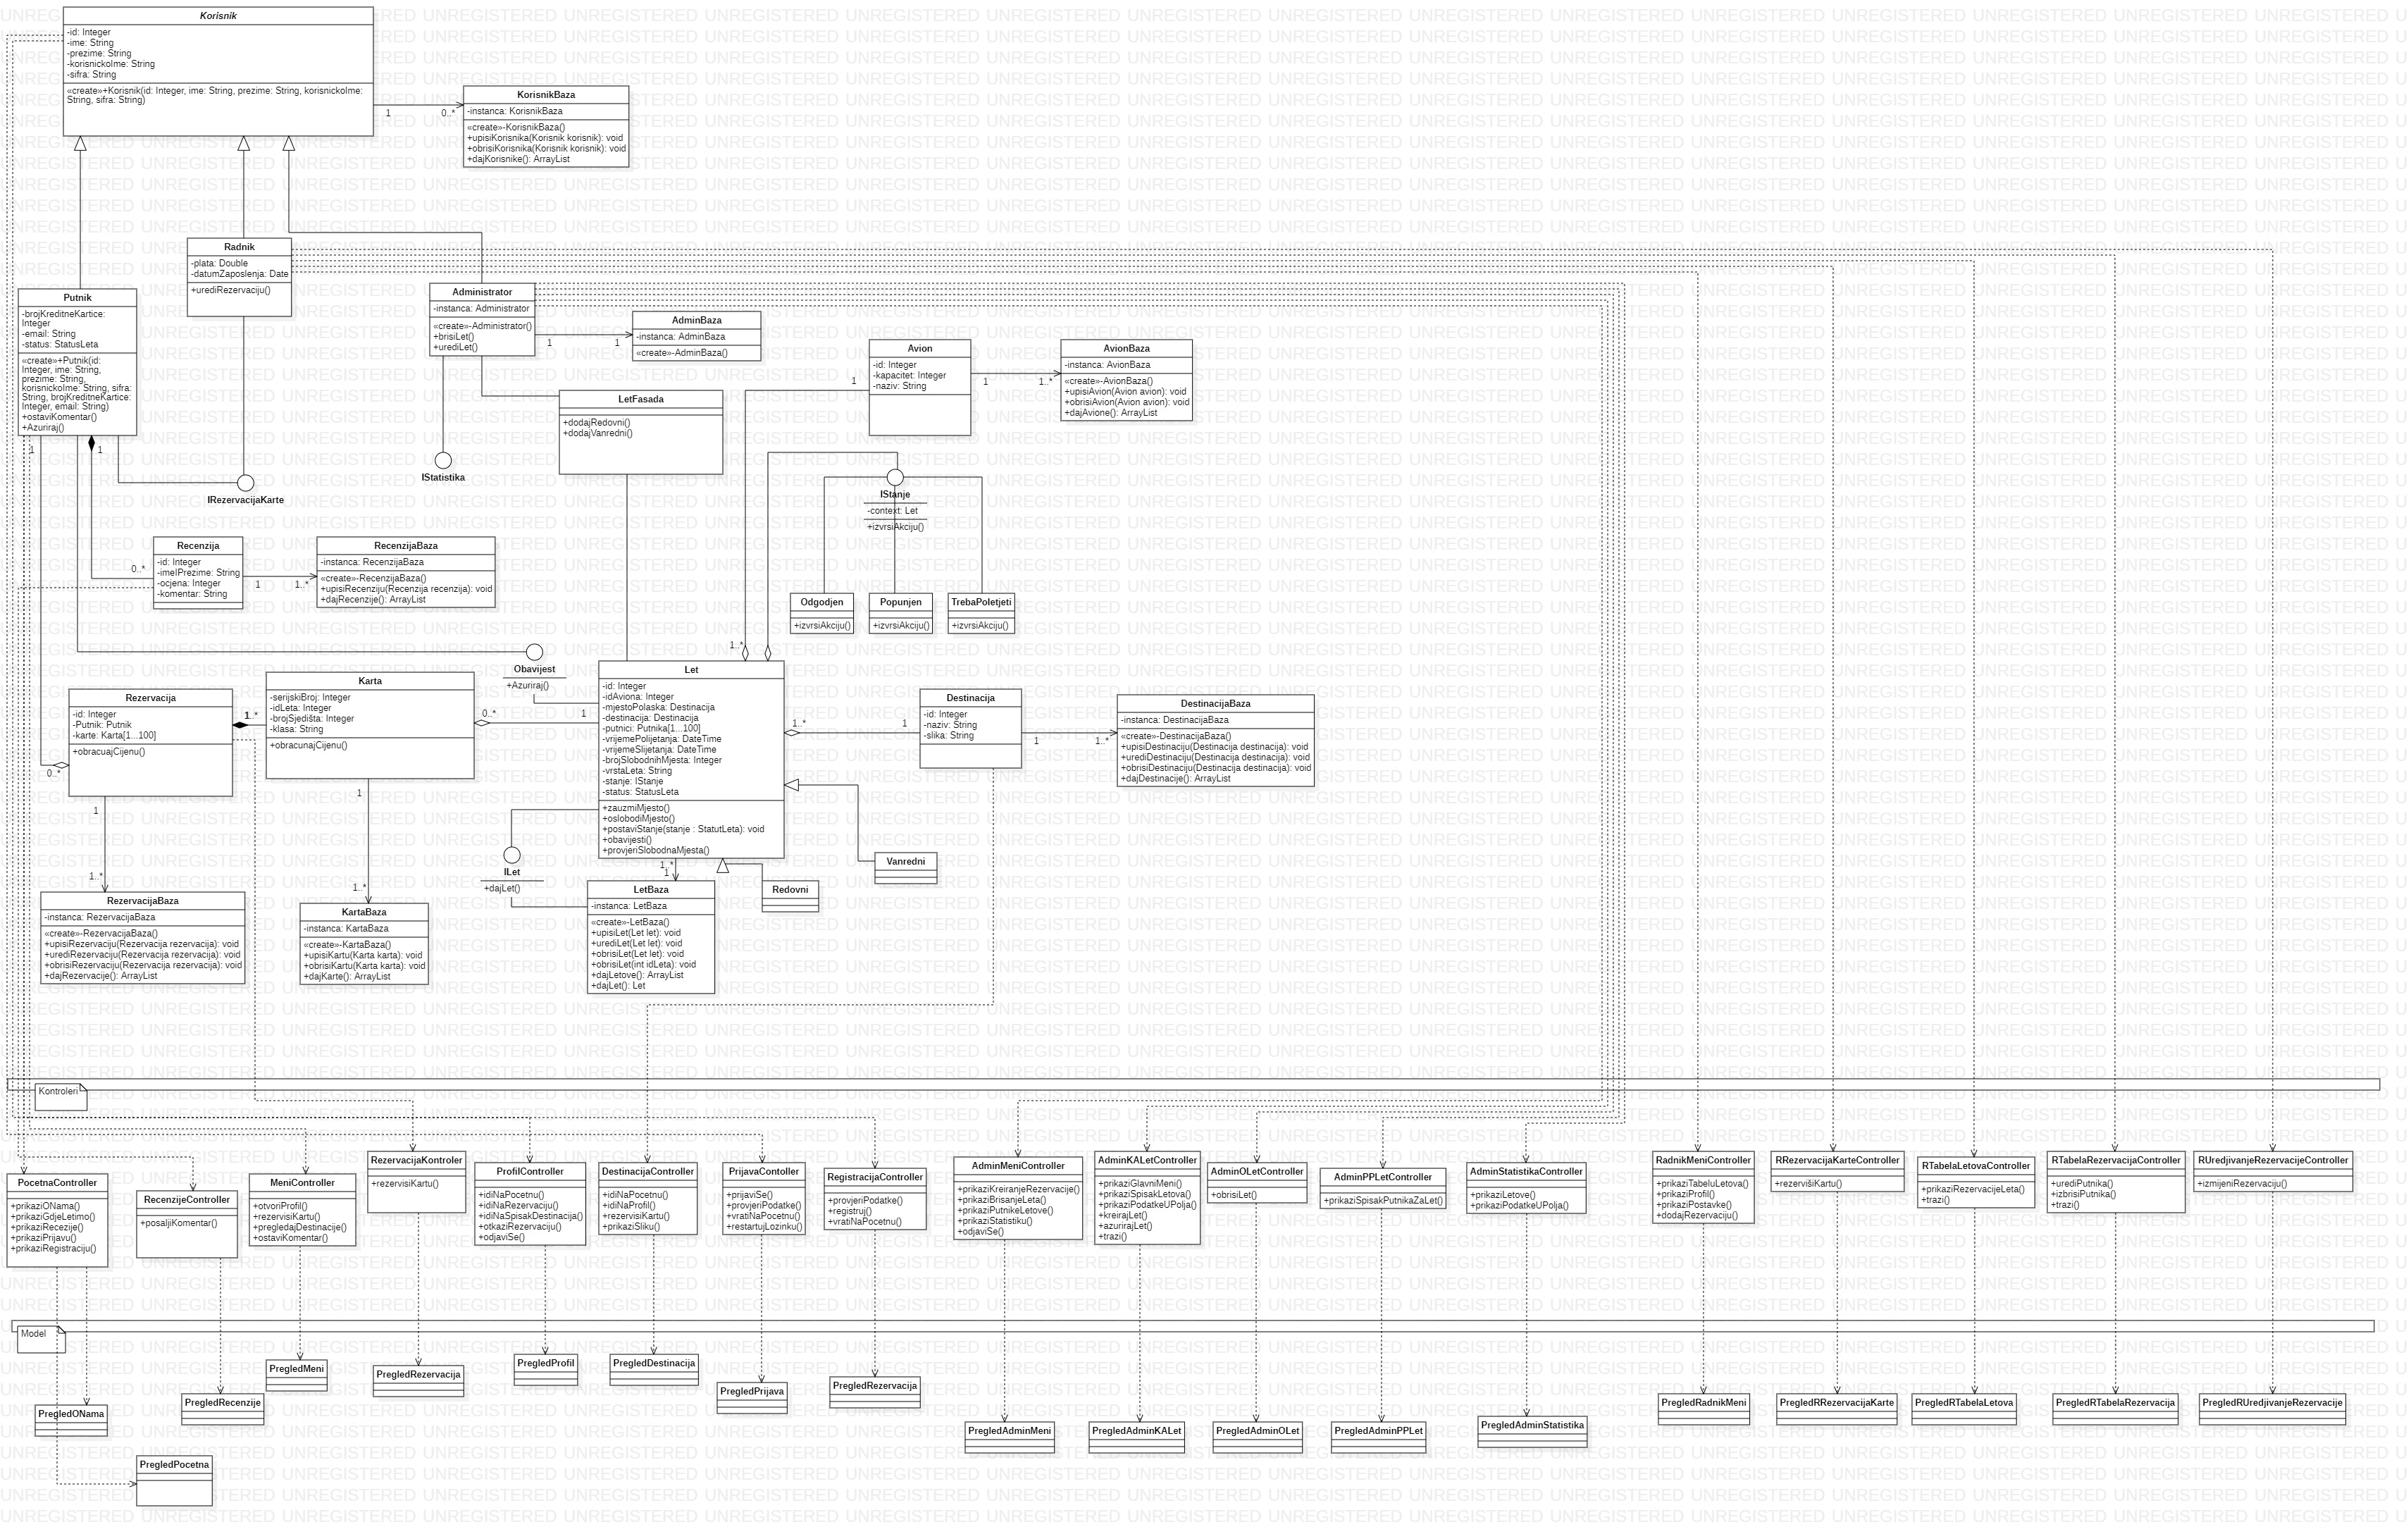 Korisnik
-id: Integer
-ime: String
-prezime: String
-korisnickoIme: String
-sifra: String
«create»+Korisnik(id: Integer, ime: String, prezime: String, korisnickoIme:
String, sifra: String)
1
0..*
KorisnikBaza
-instanca: KorisnikBaza
«create»-KorisnikBaza()
+upisiKorisnika(Korisnik korisnik): void
+obrisiKorisnika(Korisnik korisnik): void
+dajKorisnike(): ArrayList
Radnik
-plata: Double
-datumZaposlenja: Date
+urediRezervaciju()
Putnik
-brojKreditneKartice:
Integer
-email: String
-status: StatusLeta
«create»+Putnik(id:
Integer, ime: String,
prezime: String,
korisnickoIme: String, sifra:
String, brojKreditneKartice:
Integer, email: String)
+ostaviKomentar()
+Azuriraj()
1
1
Administrator
-instanca: Administrator
«create»-Administrator()
+brisiLet()
+urediLet()
1
1
AdminBaza
-instanca: AdminBaza
«create»-AdminBaza()
LetFasada
+dodajRedovni()
+dodajVanredni()
Avion
-id: Integer
-kapacitet: Integer
-naziv: String
1
1
1..*
AvionBaza
-instanca: AvionBaza
«create»-AvionBaza()
+upisiAvion(Avion avion): void
+obrisiAvion(Avion avion): void
+dajAvione(): ArrayList
IStatistika
IRezervacijaKarte
IStanje
-context: Let
+izvrsiAkciju()
Recenzija
-id: Integer
-imeIPrezime: String
-ocjena: Integer
-komentar: String
0..*
1
1..*
RecenzijaBaza
-instanca: RecenzijaBaza
«create»-RecenzijaBaza()
+upisiRecenziju(Recenzija recenzija): void
+dajRecenzije(): ArrayList
Odgodjen
+izvrsiAkciju()
Popunjen
+izvrsiAkciju()
TrebaPoletjeti
+izvrsiAkciju()
Obavijest
+Azuriraj()
1..*
Rezervacija
-id: Integer
-Putnik: Putnik
-karte: Karta[1...100]
+obracuajCijenu()
0..*
1..*
1
1..*
Karta
-serijskiBroj: Integer
-idLeta: Integer
-brojSjedišta: Integer
-klasa: String
+obracunajCijenu()
0..*
1
1
1..*
Let
-id: Integer
-idAviona: Integer
-mjestoPolaska: Destinacija
-destinacija: Destinacija
-putnici: Putnika[1...100]
-vrijemePolijetanja: DateTime
-vrijemeSlijetanja: DateTime
-brojSlobodnihMjesta: Integer
-vrstaLeta: String
-stanje: IStanje
-status: StatusLeta
+zauzmiMjesto()
+oslobodiMjesto()
+postaviStanje(stanje : StatutLeta): void
+obavijesti()
+provjeriSlobodnaMjesta()
1..*
1
Destinacija
-id: Integer
-naziv: String
-slika: String
1
1..*
DestinacijaBaza
-instanca: DestinacijaBaza
«create»-DestinacijaBaza()
+upisiDestinaciju(Destinacija destinacija): void
+urediDestinaciju(Destinacija destinacija): void
+obrisiDestinaciju(Destinacija destinacija): void
+dajDestinacije(): ArrayList
ILet
+dajLet()
1..*
1
Vanredni
Redovni
RezervacijaBaza
-instanca: RezervacijaBaza
«create»-RezervacijaBaza()
+upisiRezervaciju(Rezervacija rezervacija): void
+urediRezervaciju(Rezervacija rezervacija): void
+obrisiRezervaciju(Rezervacija rezervacija): void
+dajRezervacije(): ArrayList
KartaBaza
-instanca: KartaBaza
«create»-KartaBaza()
+upisiKartu(Karta karta): void
+obrisiKartu(Karta karta): void
+dajKarte(): ArrayList
LetBaza
-instanca: LetBaza
«create»-LetBaza()
+upisiLet(Let let): void
+urediLet(Let let): void
+obrisiLet(Let let): void
+obrisiLet(int idLeta): void
+dajLetove(): ArrayList
+dajLet(): Let
Kontroleri
PocetnaController
+prikaziONama()
+prikaziGdjeLetimo()
+prikaziRecezije()
+prikaziPrijavu()
+prikaziRegistraciju()
RecenzijeController
+posaljiKomentar()
MeniController
+otvoriProfil()
+rezervisiKartu()
+pregledajDestinacije()
+ostaviKomentar()
RezervacijaKontroler
+rezervisiKartu()
ProfilController
+idiNaPocetnu()
+idiNaRezervaciju()
+idiNaSpisakDestinacija()
+otkaziRezervaciju()
+odjaviSe()
DestinacijaController
+idiNaPocetnu()
+idiNaProfil()
+rezervisiKartu()
+prikaziSliku()
PrijavaContoller
+prijaviSe()
+provjeriPodatke()
+vratiNaPocetnu()
+restartujLozinku()
RegistracijaController
+provjeriPodatke()
+registruj()
+vratiNaPocetnu()
AdminMeniController
+prikaziKreiranjeRezervacije()
+prikaziBrisanjeLeta()
+prikaziPutnikeLetove()
+prikaziStatistiku()
+odjaviSe()
AdminKALetController
+prikaziGlavniMeni()
+prikaziSpisakLetova()
+prikaziPodatkeUPolja()
+kreirajLet()
+azurirajLet()
+trazi()
AdminOLetController
+obrisiLet()
AdminPPLetController
+prikaziSpisakPutnikaZaLet()
AdminStatistikaController
+prikaziLetove()
+prikaziPodatkeUPolja()
RadnikMeniController
+prikaziTabeluLetova()
+prikaziProfil()
+prikaziPostavke()
+dodajRezervaciju()
RRezervacijaKarteController
+rezervišiKartu()
RTabelaLetovaController
+prikaziRezervacijeLeta()
+trazi()
RTabelaRezervacijaController
+urediPutnika()
+izbrisiPutnika()
+trazi()
RUredjivanjeRezervacijeController
+izmijeniRezervaciju()
Model
PregledONama
PregledPocetna
PregledRecenzije
PregledMeni
PregledRezervacija
PregledProfil
PregledDestinacija
PregledPrijava
PregledRezervacija
PregledAdminMeni
PregledAdminKALet
PregledAdminOLet
PregledAdminPPLet
PregledAdminStatistika
PregledRadnikMeni
PregledRRezervacijaKarte
PregledRTabelaLetova
PregledRTabelaRezervacija
PregledRUredjivanjeRezervacije